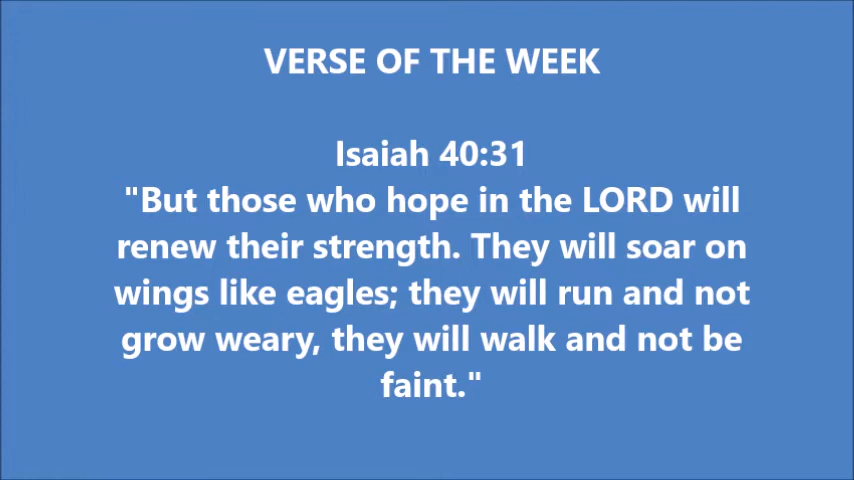 VERSE OF THE WEEK
Isaiah 40:31
"But those who hope in the LORD will
renew their strength. They will soar on
wings like eagles; they will run and not
grow weary, they will walk and not be
faint."